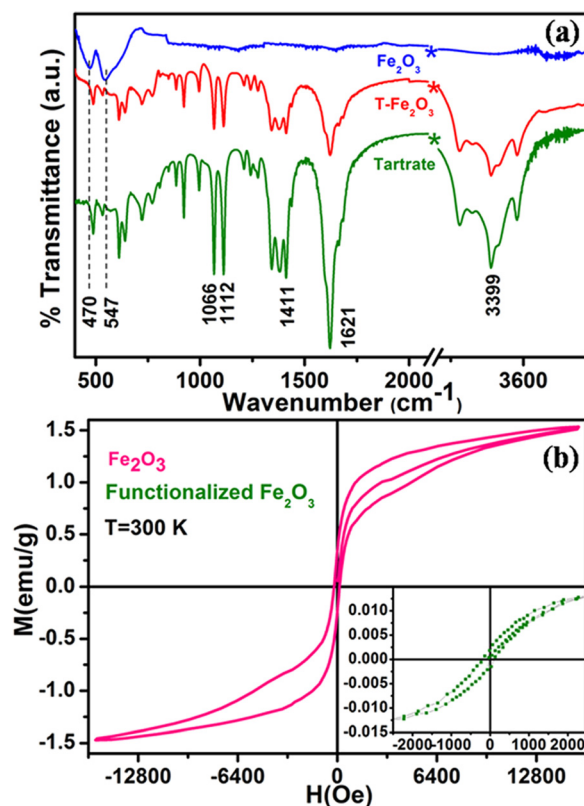 (a)
Fe₂O₃
*
T-Fe₂O₃
*
Tartrate
*
% Transmittance (a.u.)
470
547
1066
1112
1411
1621
3399
500 1000 1500 2000 3600
Wavenumber (cm⁻¹)
(b)
Fe₂O₃
Functionalized Fe₂O₃
T=300 K
M(emu/g)
1.5
1.0
0.5
0.0
-0.5
-1.0
-1.5
0.010
0.005
0.000
-0.005
-0.010
-0.015
-2000 -1000 0 1000 2000
-12800 -6400 0 6400 12800
H(Oe)